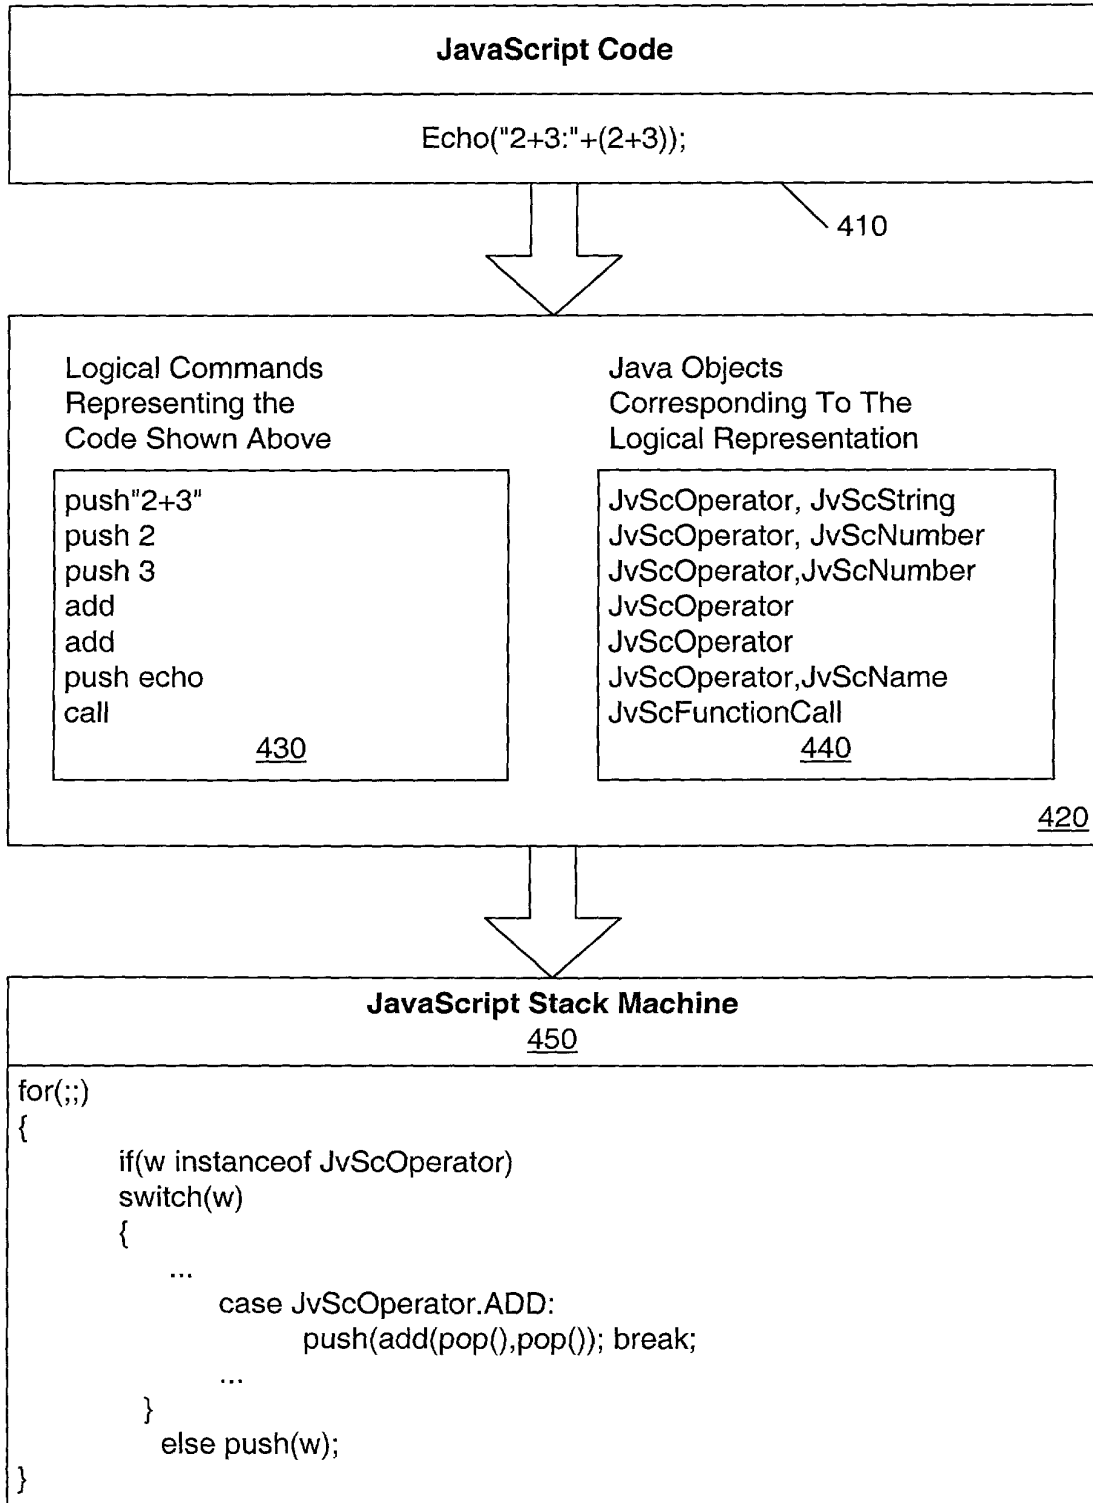 JavaScript Code
Echo("2+3:"+(2+3));
410
Logical Commands
Representing the
Code Shown Above
push"2+3"
push 2
push 3
add
add
push echo
call
430
Java Objects
Corresponding To The
Logical Representation
JvScOperator, JvScString
JvScOperator, JvScNumber
JvScOperator,JvScNumber
JvScOperator
JvScOperator
JvScOperator,JvScName
JvScFunctionCall
440
420
JavaScript Stack Machine
450
for(;;)
{
if(w instanceof JvScOperator)
switch(w)
{
...
case JvScOperator.ADD:
push(add(pop(),pop()); break;
...
}
else push(w);
}